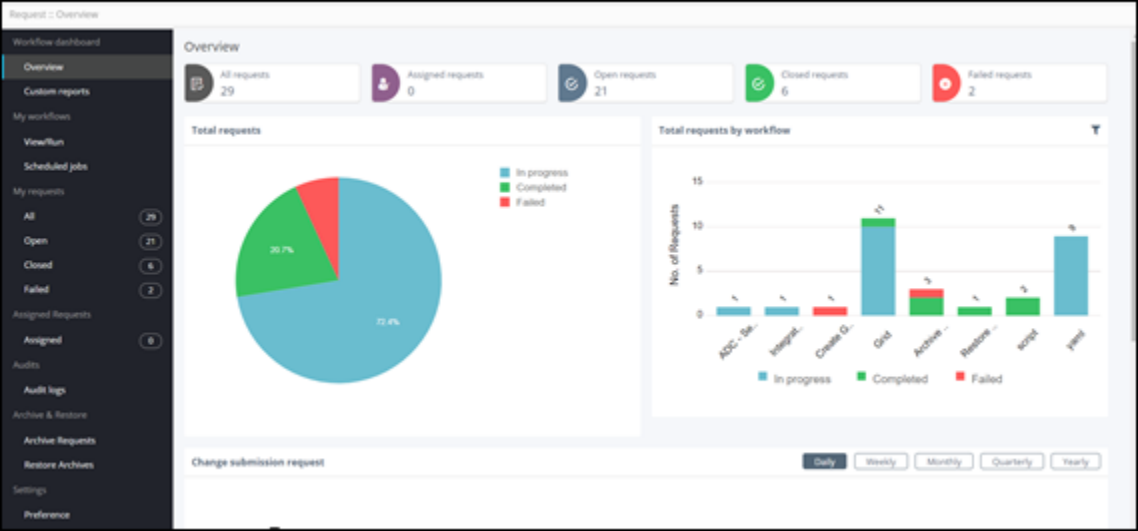 Request :: Overview
Workflow dashboard
Overview
Custom reports
My workflows
View/Run
Scheduled jobs
My requests
All 29
Open 21
Closed 6
Failed 2
Assigned Requests
Assigned 0
Audits
Audit logs
Archive & Restore
Archive Requests
Restore Archives
Settings
Preference
Overview
All requests
29
Assigned requests
0
Open requests
21
Closed requests
6
Failed requests
2
Total requests
In progress
Completed
Failed
20.7%
72.4%
Total requests by workflow
No. of Requests
15
10
5
0
1 1 1 11 3 1 2 9
ADC - Se... Integrat... Create G... Grid Archive ... Restore ... script yaml
In progress Completed Failed
Change submission request
Daily Weekly Monthly Quarterly Yearly